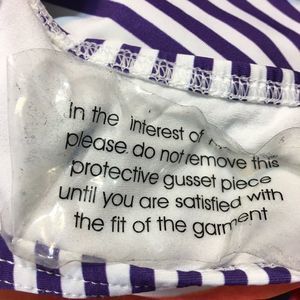 In the interest of
please do not remove this
protective gusset piece
until you are satisfied with
the fit of the garment